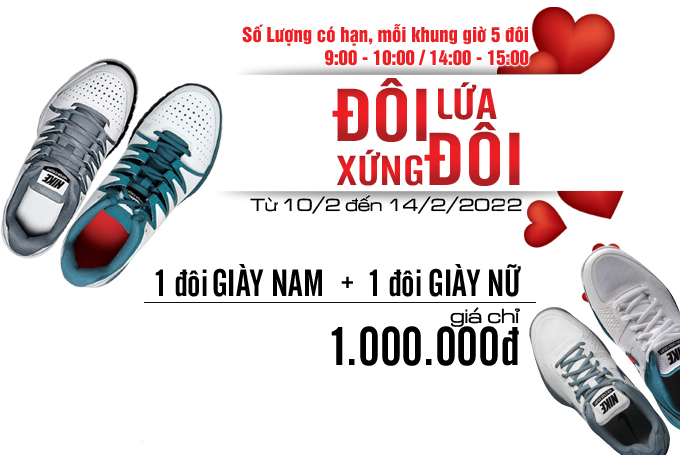 Số Lượng có hạn, mỗi khung giờ 5 đôi
9:00 - 10:00 / 14:00 - 15:00
ĐÔI LỨA
XỨNG ĐÔI
Từ 10/2 đến 14/2/2022
1 đôi GIÀY NAM + 1 đôi GIÀY NỮ
giá chỉ
1.000.000đ
NIKE
NIKE
NIKE
NIKE